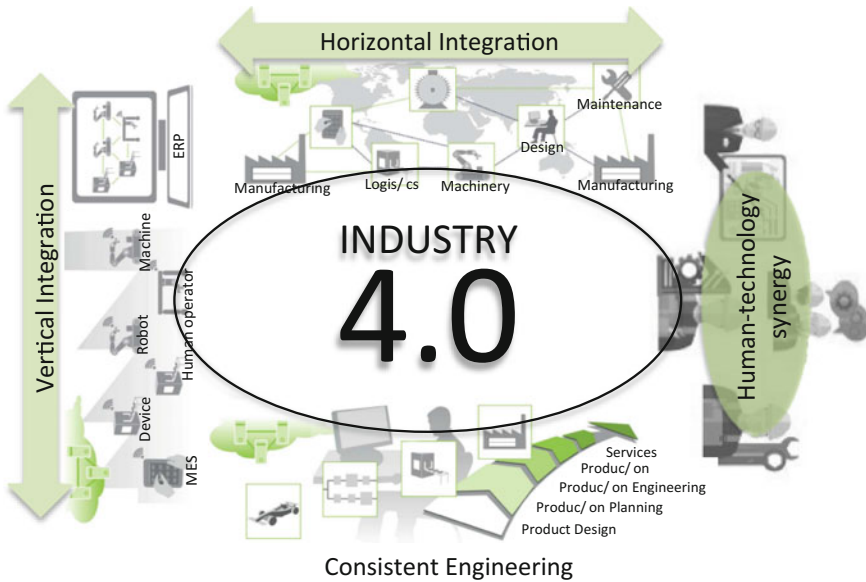 Horizontal Integration
Maintenance
Design
Manufacturing
Logis/ cs
Machinery
Manufacturing
Vertical Integration
ERP
Machine
Human operator
Robot
Device
MES
INDUSTRY
4.0
Human-technology
synergy
Services
Produc/ on
Produc/ on Engineering
Produc/ on Planning
Product Design
Consistent Engineering